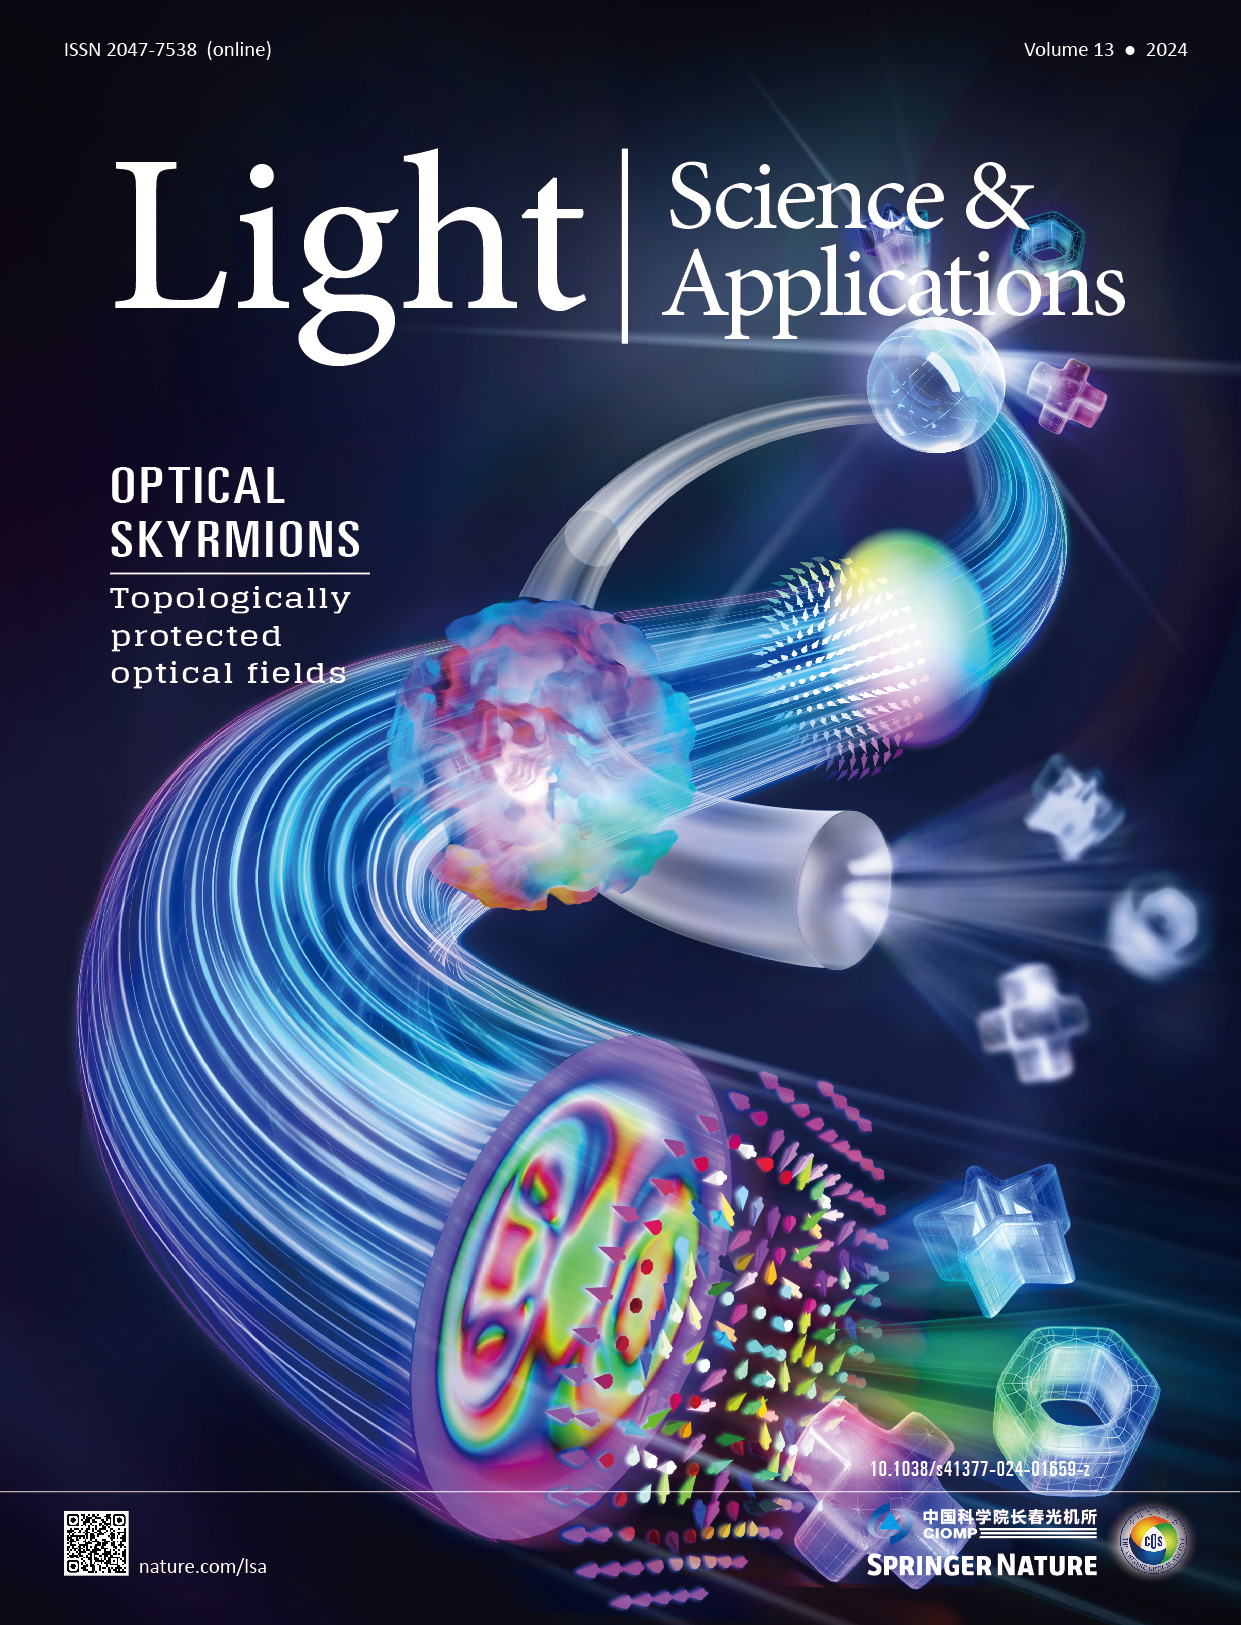 ISSN 2047-7538 (online)
Volume 13 ● 2024
Light
Science &
Applications
OPTICAL
SKYRMIONS
Topologically
protected
optical fields
10.1038/s41377-024-01659-z
中国科学院长春光机所
CIOMP
SPRINGER NATURE
COS
nature.com/lsa